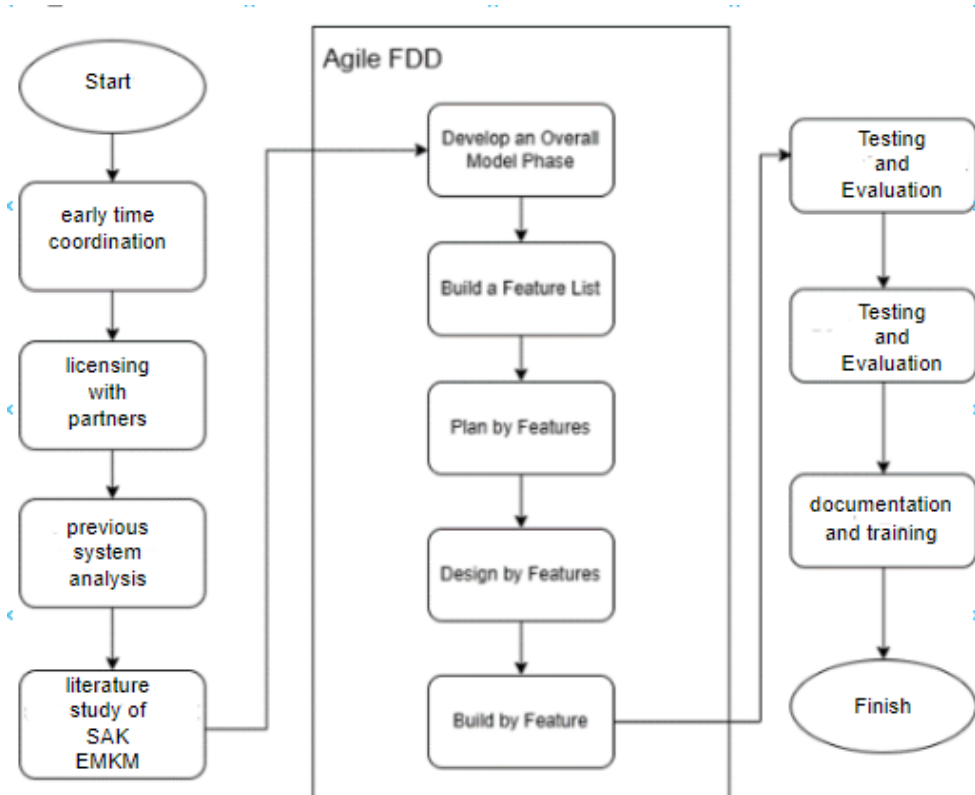 Start
early time
coordination
licensing
with
partners
previous
system
analysis
literature
study of
SAK
EMKM
Agile FDD
Develop an Overall
Model Phase
Build a Feature List
Plan by Features
Design by Features
Build by Feature
Testing
and
Evaluation
Testing
and
Evaluation
documentation
and training
Finish